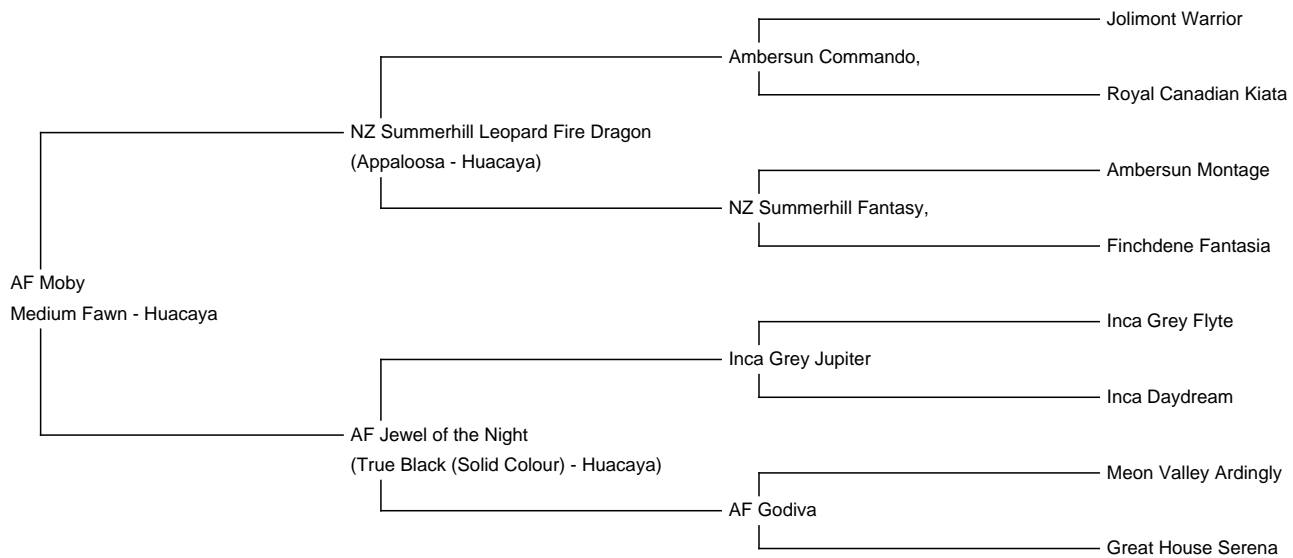 Jolimont Warrior
Ambersun Commando,
Royal Canadian Kiata
NZ Summerhill Leopard Fire Dragon
(Appaloosa - Huacaya)
Ambersun Montage
NZ Summerhill Fantasy,
Finchdene Fantasia
AF Moby
Medium Fawn - Huacaya
Inca Grey Flyte
Inca Grey Jupiter
Inca Daydream
AF Jewel of the Night
(True Black (Solid Colour) - Huacaya)
Meon Valley Ardingly
AF Godiva
Great House Serena